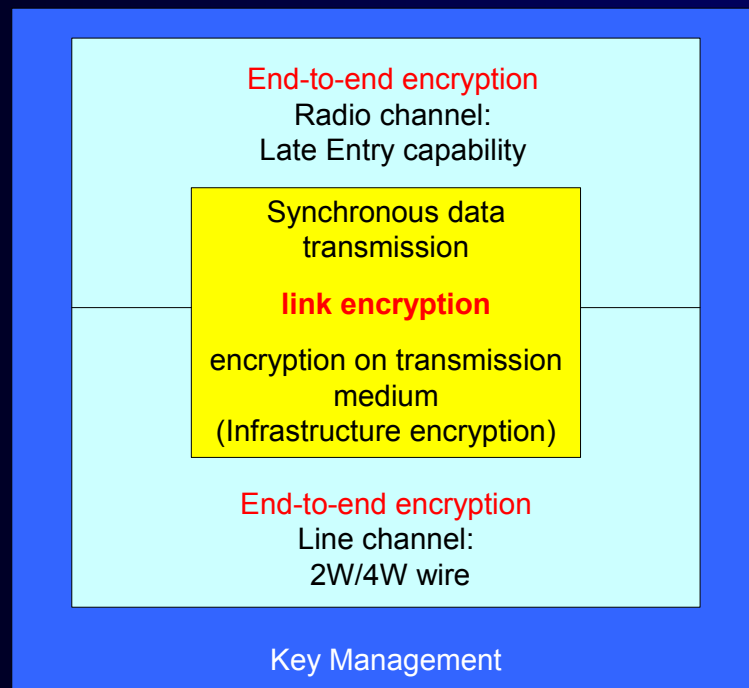 End-to-end encryption
Radio channel:
Late Entry capability
Synchronous data
transmission
link encryption
encryption on transmission
medium
(Infrastructure encryption)
End-to-end encryption
Line channel:
2W/4W wire
Key Management